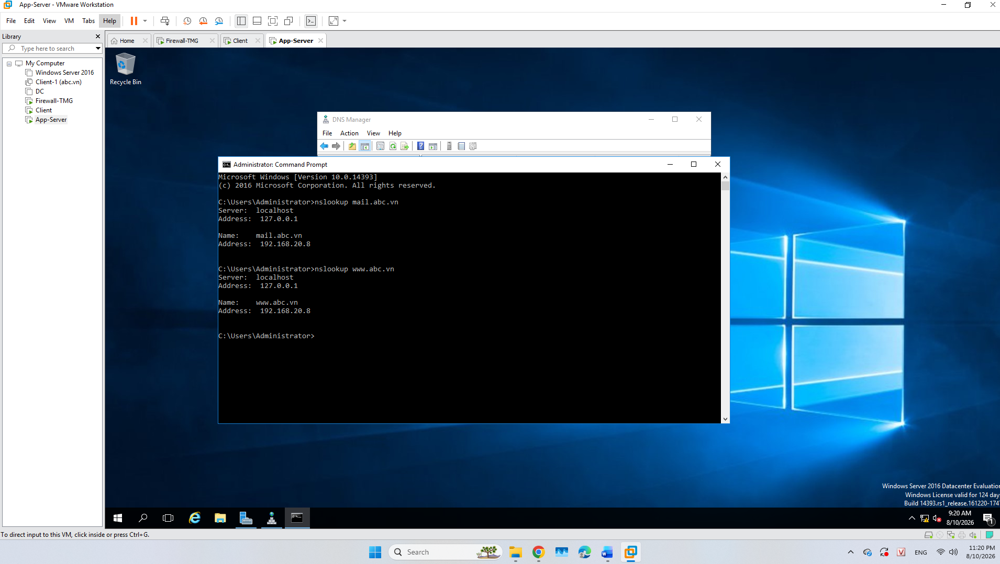 App-Server - VMware Workstation
File Edit View VM Tabs Help
Library
Type here to search
My Computer
Windows Server 2016
Client-1 (abc.vn)
DC
Firewall-TMG
Client
App-Server
Home
Firewall-TMG
Client
App-Server
Recycle Bin
DNS Manager
File Action View Help
Administrator: Command Prompt
Microsoft Windows [Version 10.0.14393]
(c) 2016 Microsoft Corporation. All rights reserved.
C:\Users\Administrator>nslookup mail.abc.vn
Server:  localhost
Address:  127.0.0.1
Name:    mail.abc.vn
Address:  192.168.20.8
C:\Users\Administrator>nslookup www.abc.vn
Server:  localhost
Address:  127.0.0.1
Name:    www.abc.vn
Address:  192.168.20.8
C:\Users\Administrator>
Windows Server 2016 Datacenter Evaluation
Windows License valid for 124 days
Build 14393.rs1_release.161220-174
9:20 AM
8/10/2026
1
To direct input to this VM, click inside or press Ctrl+G.
Search
ENG
11:20 PM
8/10/2026